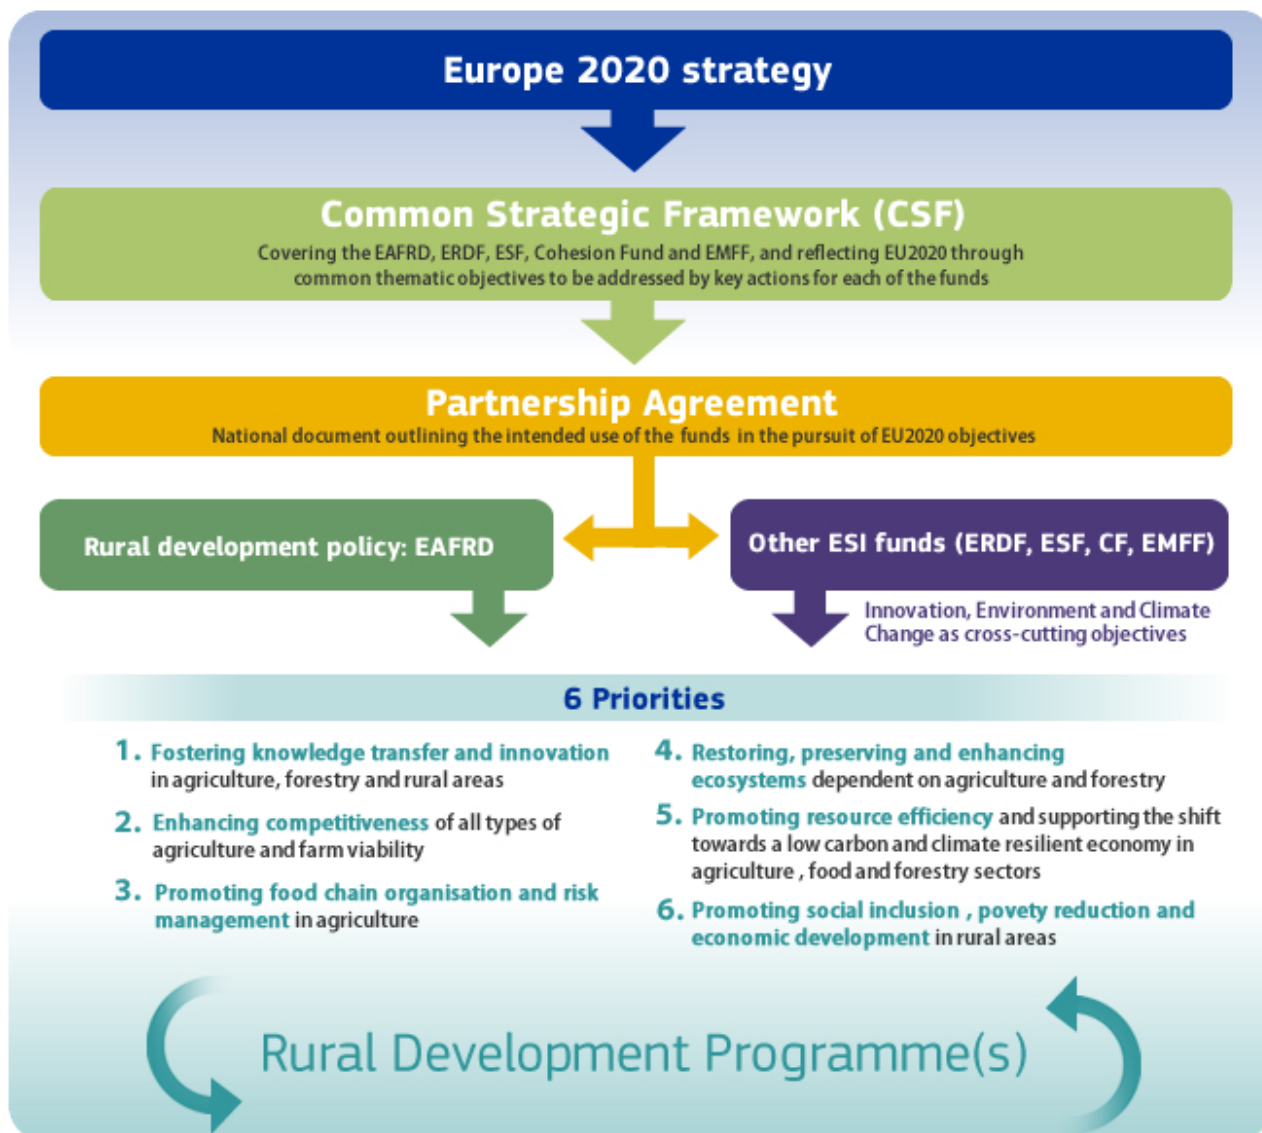 Europe 2020 strategy
Common Strategic Framework (CSF)
Covering the EAFRD, ERDF, ESF, Cohesion Fund and EMFF, and reflecting EU2020 through
common thematic objectives to be addressed by key actions for each of the funds
Partnership Agreement
National document outlining the intended use of the funds in the pursuit of EU2020 objectives
Rural development policy: EAFRD
Other ESI funds (ERDF, ESF, CF, EMFF)
Innovation, Environment and Climate
Change as cross-cutting objectives
6 Priorities
1. Fostering knowledge transfer and innovation
in agriculture, forestry and rural areas
2. Enhancing competitiveness of all types of
agriculture and farm viability
3. Promoting food chain organisation and risk
management in agriculture
4. Restoring, preserving and enhancing
ecosystems dependent on agriculture and forestry
5. Promoting resource efficiency and supporting the shift
towards a low carbon and climate resilient economy in
agriculture , food and forestry sectors
6. Promoting social inclusion , povety reduction and
economic development in rural areas
Rural Development Programme(s)